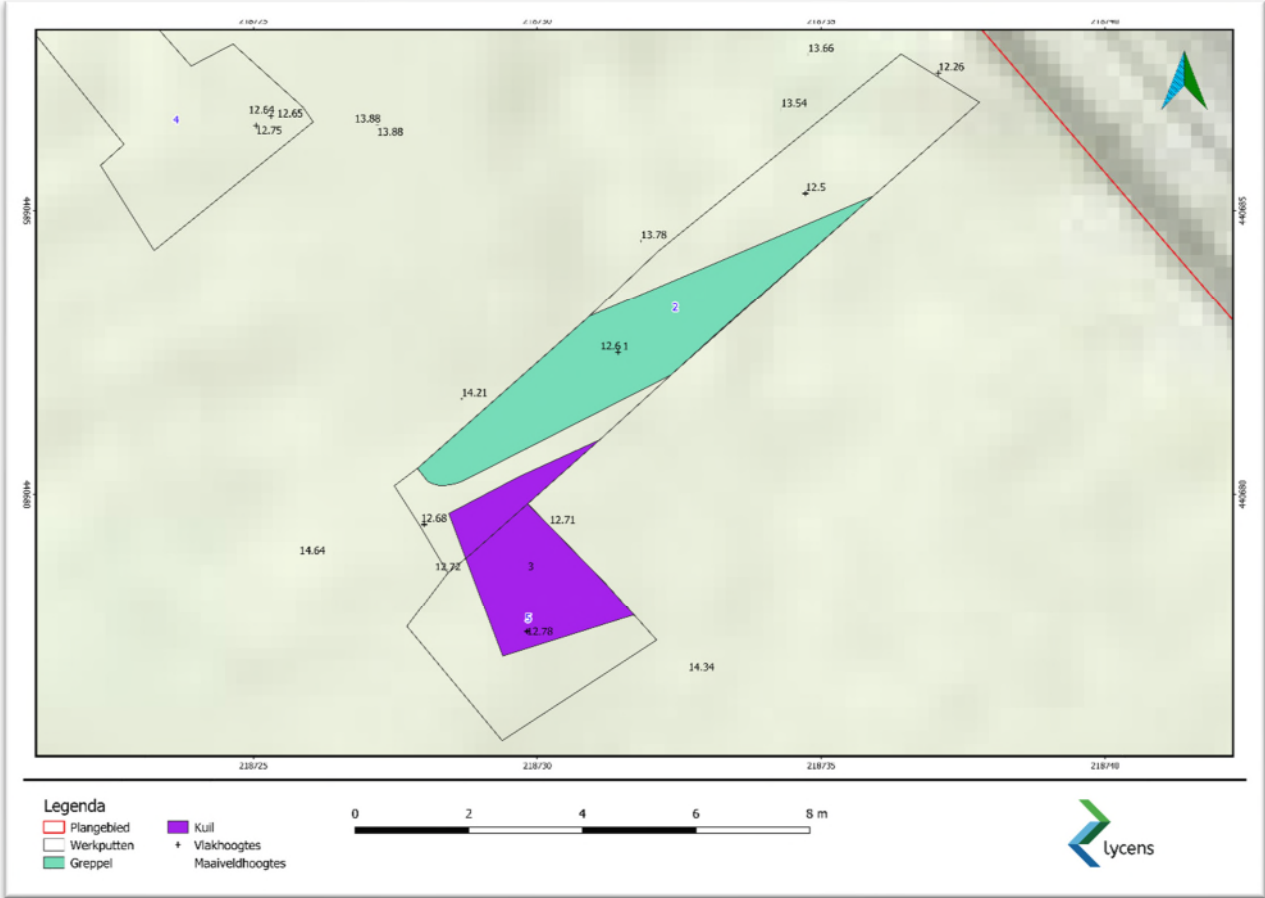 218725 218730 218735 218740
13.66
12.26
13.54
12.64 12.65
4
13.88
12.75
13.88
12.5
440685
440685
13.78
2
12.61
14.21
440680
440680
12.68
12.71
14.64
12.72
3
5
12.78
14.34
218725 218730 218735 218740
Legenda
Plangebied
Kuil
Werkputten
Vlakhoogtes
Greppel
Maaiveldhoogtes
0 2 4 6 8 m
lycens